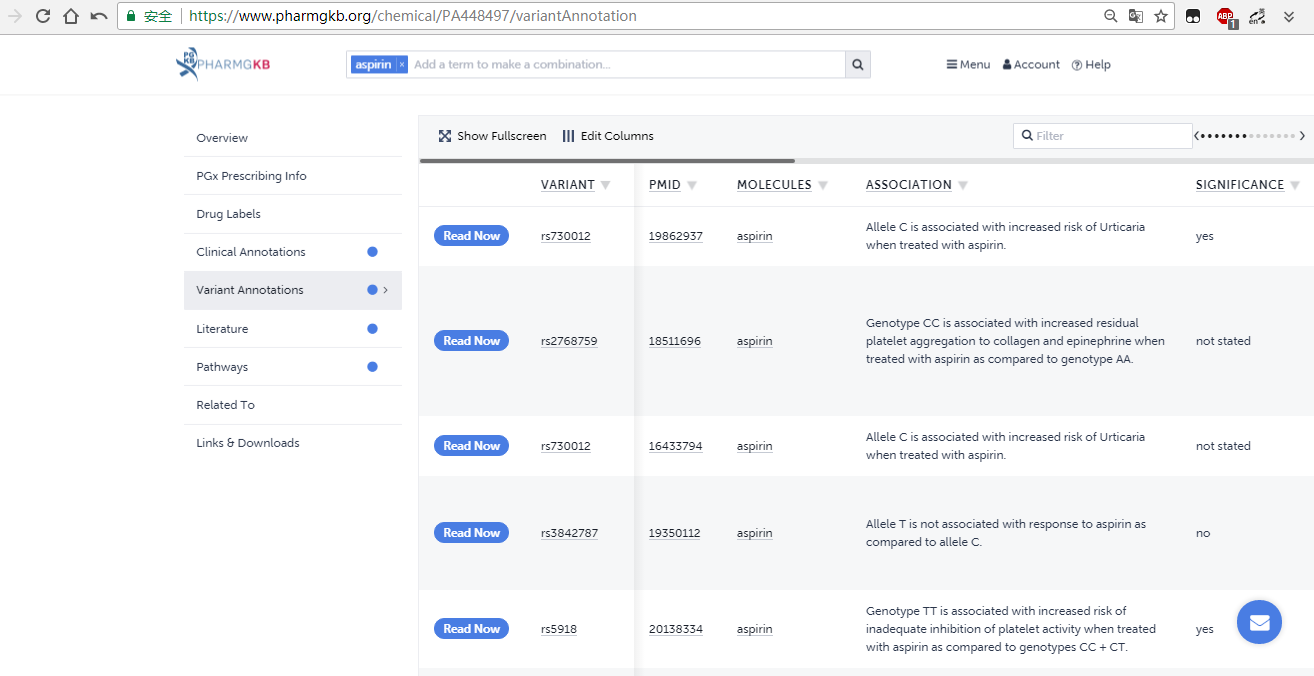 安全 https://www.pharmgkb.org/chemical/PA448497/variantAnnotation
ABP
1
en
PG
KB
PHARMGKB
aspirin × Add a term to make a combination...
Menu Account Help
Overview
PGx Prescribing Info
Drug Labels
Clinical Annotations
Variant Annotations
Literature
Pathways
Related To
Links & Downloads
Show Fullscreen Edit Columns Filter
VARIANT PMID MOLECULES ASSOCIATION SIGNIFICANCE
Read Now rs730012 19862937 aspirin Allele C is associated with increased risk of Urticaria
when treated with aspirin. yes
Read Now rs2768759 18511696 aspirin Genotype CC is associated with increased residual
platelet aggregation to collagen and epinephrine when
treated with aspirin as compared to genotype AA. not stated
Read Now rs730012 16433794 aspirin Allele C is associated with increased risk of Urticaria
when treated with aspirin. not stated
Read Now rs3842787 19350112 aspirin Allele T is not associated with response to aspirin as
compared to allele C. no
Read Now rs5918 20138334 aspirin Genotype TT is associated with increased risk of
inadequate inhibition of platelet activity when treated
with aspirin as compared to genotypes CC + CT. yes